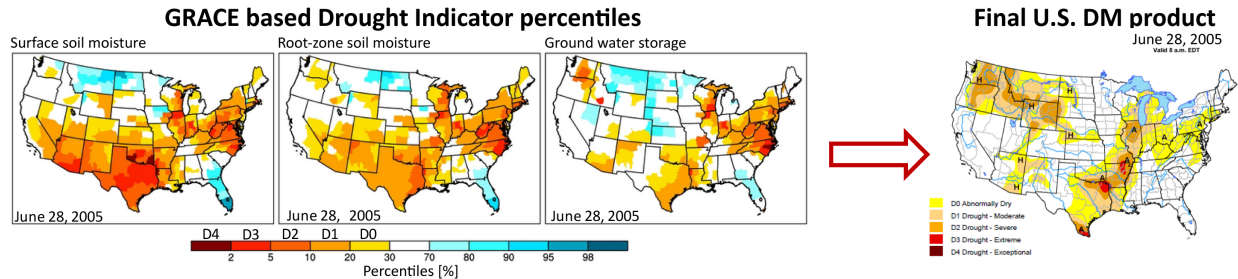 GRACE based Drought Indicator percentiles
Final U.S. DM product
June 28, 2005
Valid 8 a.m. EDT
Surface soil moisture
Root-zone soil moisture
Ground water storage
June 28, 2005
June 28, 2005
June 28, 2005
D4 D3 D2 D1 D0
2 5 10 20 30 70 80 90 95 98
Percentiles [%]
H
H
H
H
H
H
A
A
A
A
A
A
A
A
D0 Abnormally Dry
D1 Drought - Moderate
D2 Drought - Severe
D3 Drought - Extreme
D4 Drought - Exceptional